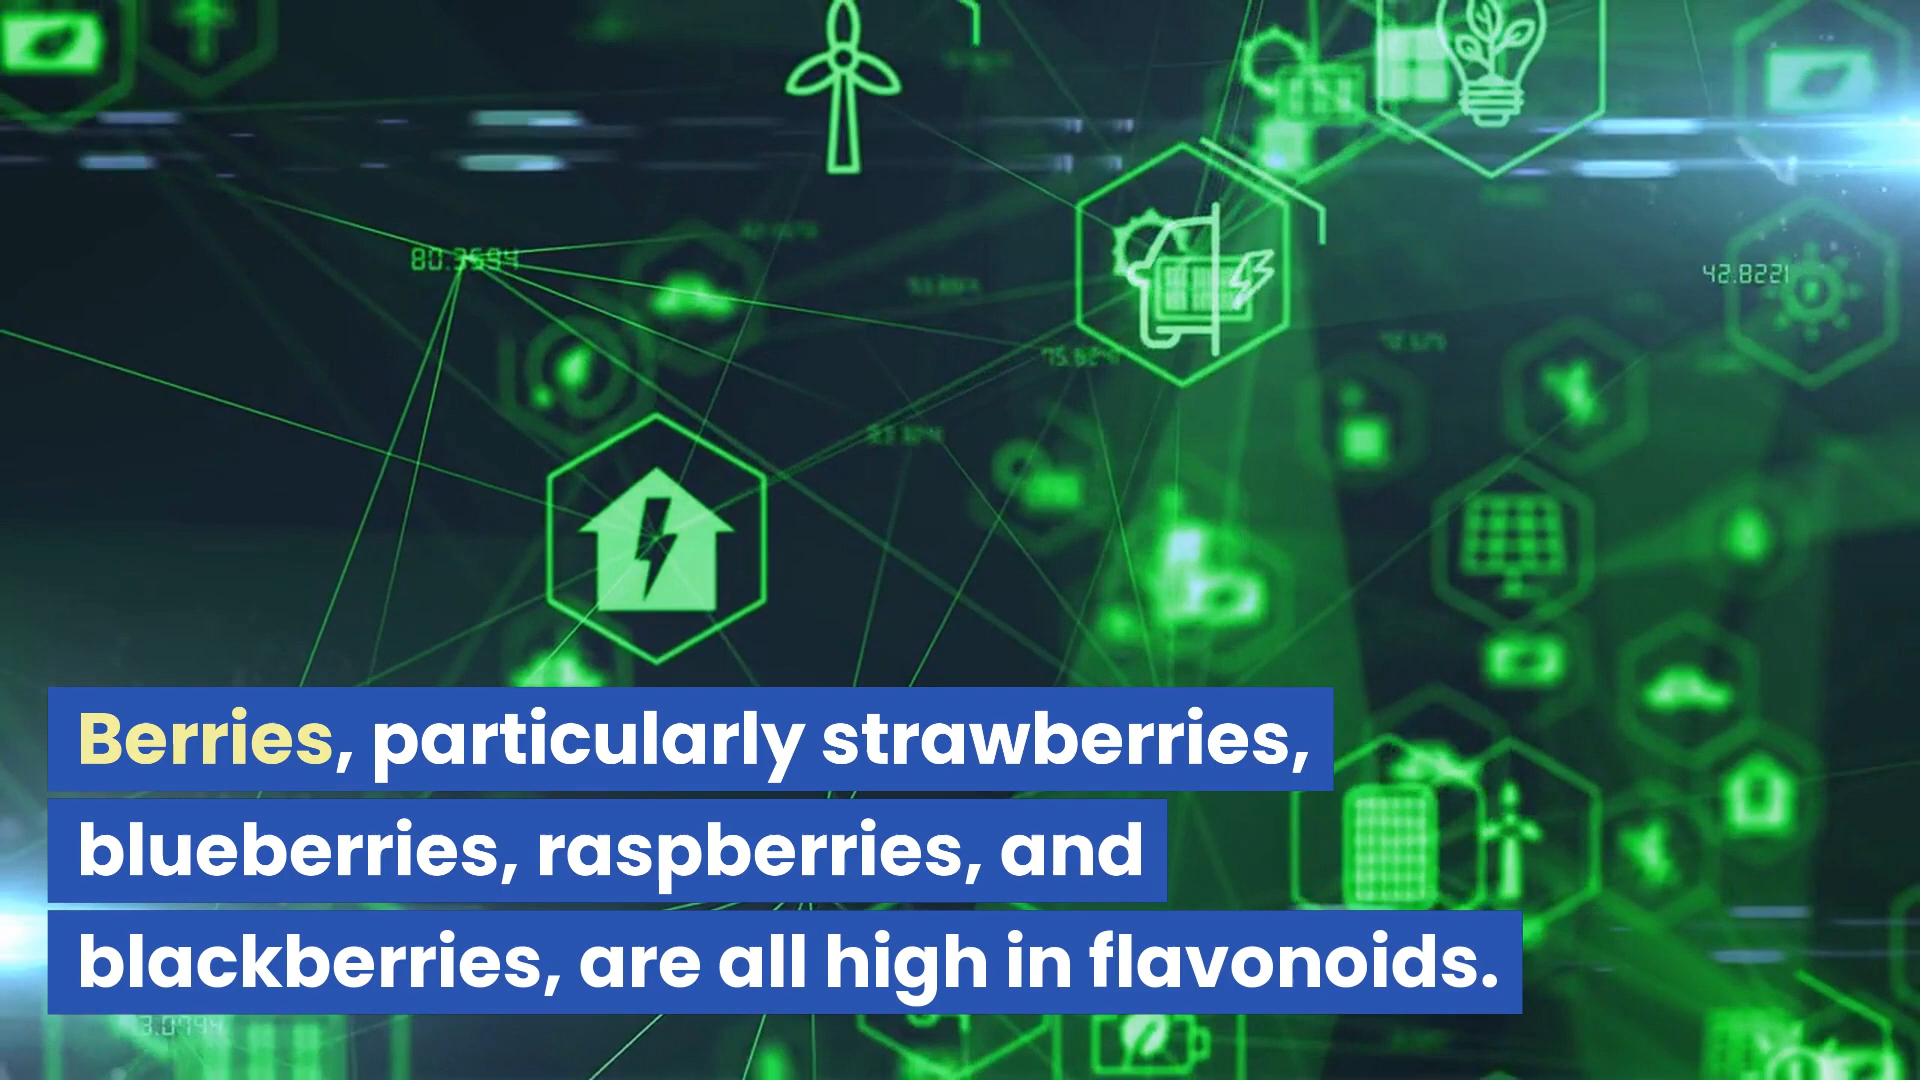 80.3594
42.8221
Berries, particularly strawberries,
blueberries, raspberries, and
blackberries, are all high in flavonoids.